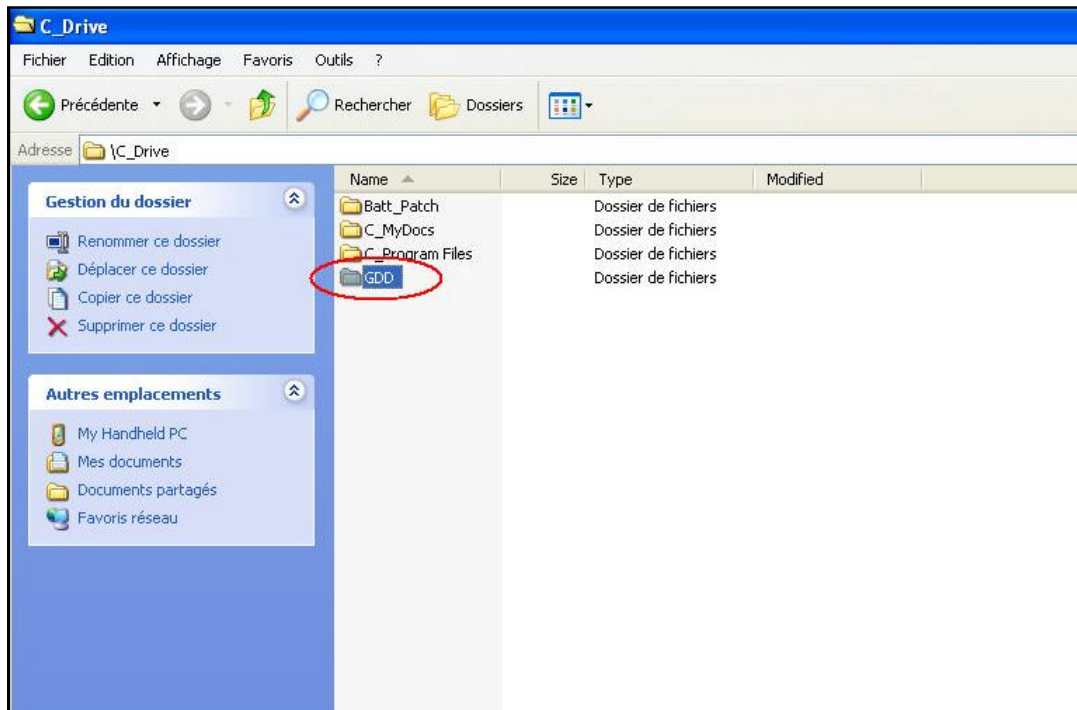 C_Drive
Fichier Edition Affichage Favoris Outils ?
Précédente Rechercher Dossiers
Adresse \C_Drive
Gestion du dossier
Renommer ce dossier
Déplacer ce dossier
Copier ce dossier
Supprimer ce dossier
Autres emplacements
My Handheld PC
Mes documents
Documents partagés
Favoris réseau
Name Size Type Modified
Batt_Patch Dossier de fichiers
C_MyDocs Dossier de fichiers
C_Program Files Dossier de fichiers
GDD Dossier de fichiers